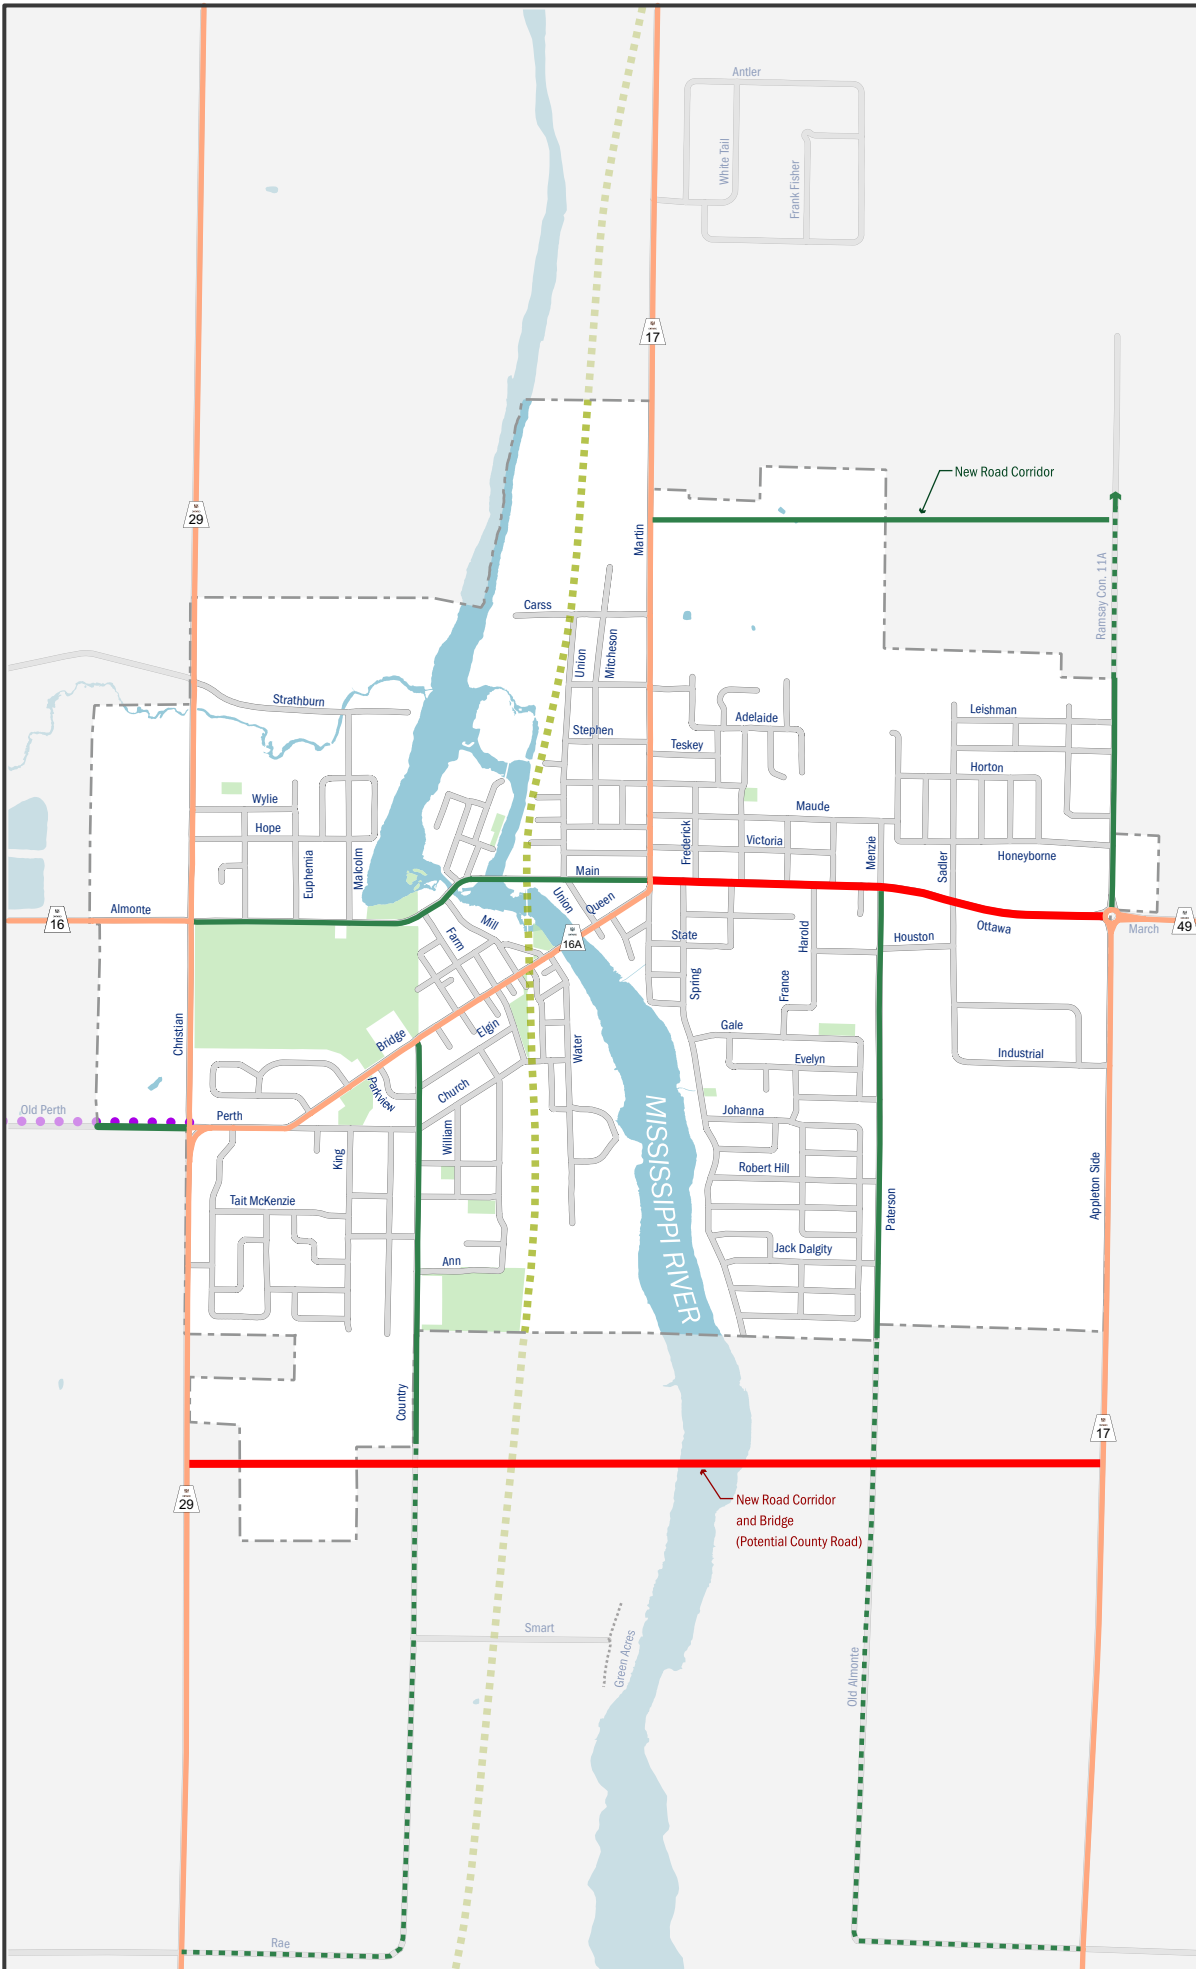 Antler
White Tail
Frank Fisher
17
New Road Corridor
29
Martin
Ramsay Con. 11A
Carss
Union
Mitcheson
Strathburn
Leishman
Adelaide
Stephen
Teskey
Horton
Wylie
Maude
Hope
Frederick
Victoria
Menzie
Honeyborne
Euphemia
Malcolm
Main
Sadler
Almonte
16
Union
Queen
Mill
Farm
16A
State
Harold
Houston
Ottawa
March
49
Spring
France
Christian
Bridge
Elgin
Water
Gale
Industrial
Evelyn
Parkview
Church
Old Perth
Perth
Johanna
William
MISSISSIPPI RIVER
King
Robert Hill
Tait McKenzie
Paterson
Appleton Side
Jack Dalgity
Ann
Country
17
29
New Road Corridor
and Bridge
(Potential County Road)
Smart
Green Acres
Old Almonte
Rae